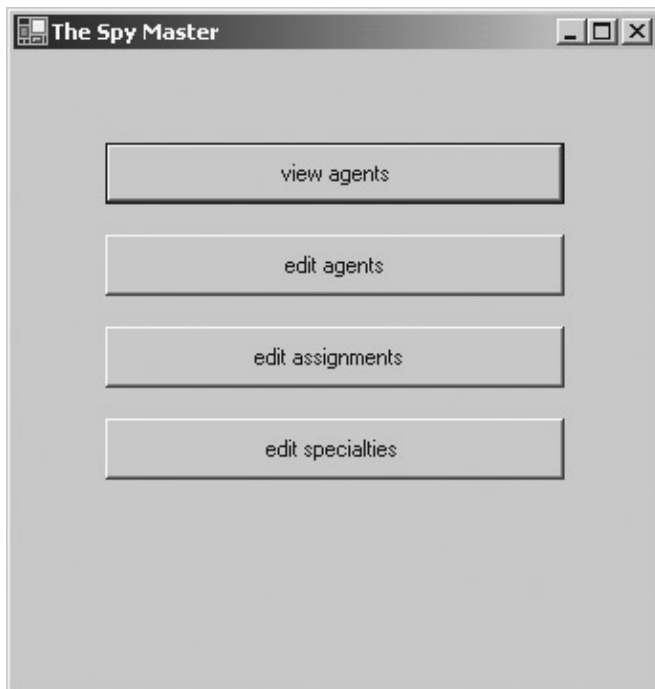 The Spy Master
view agents
edit agents
edit assignments
edit specialties